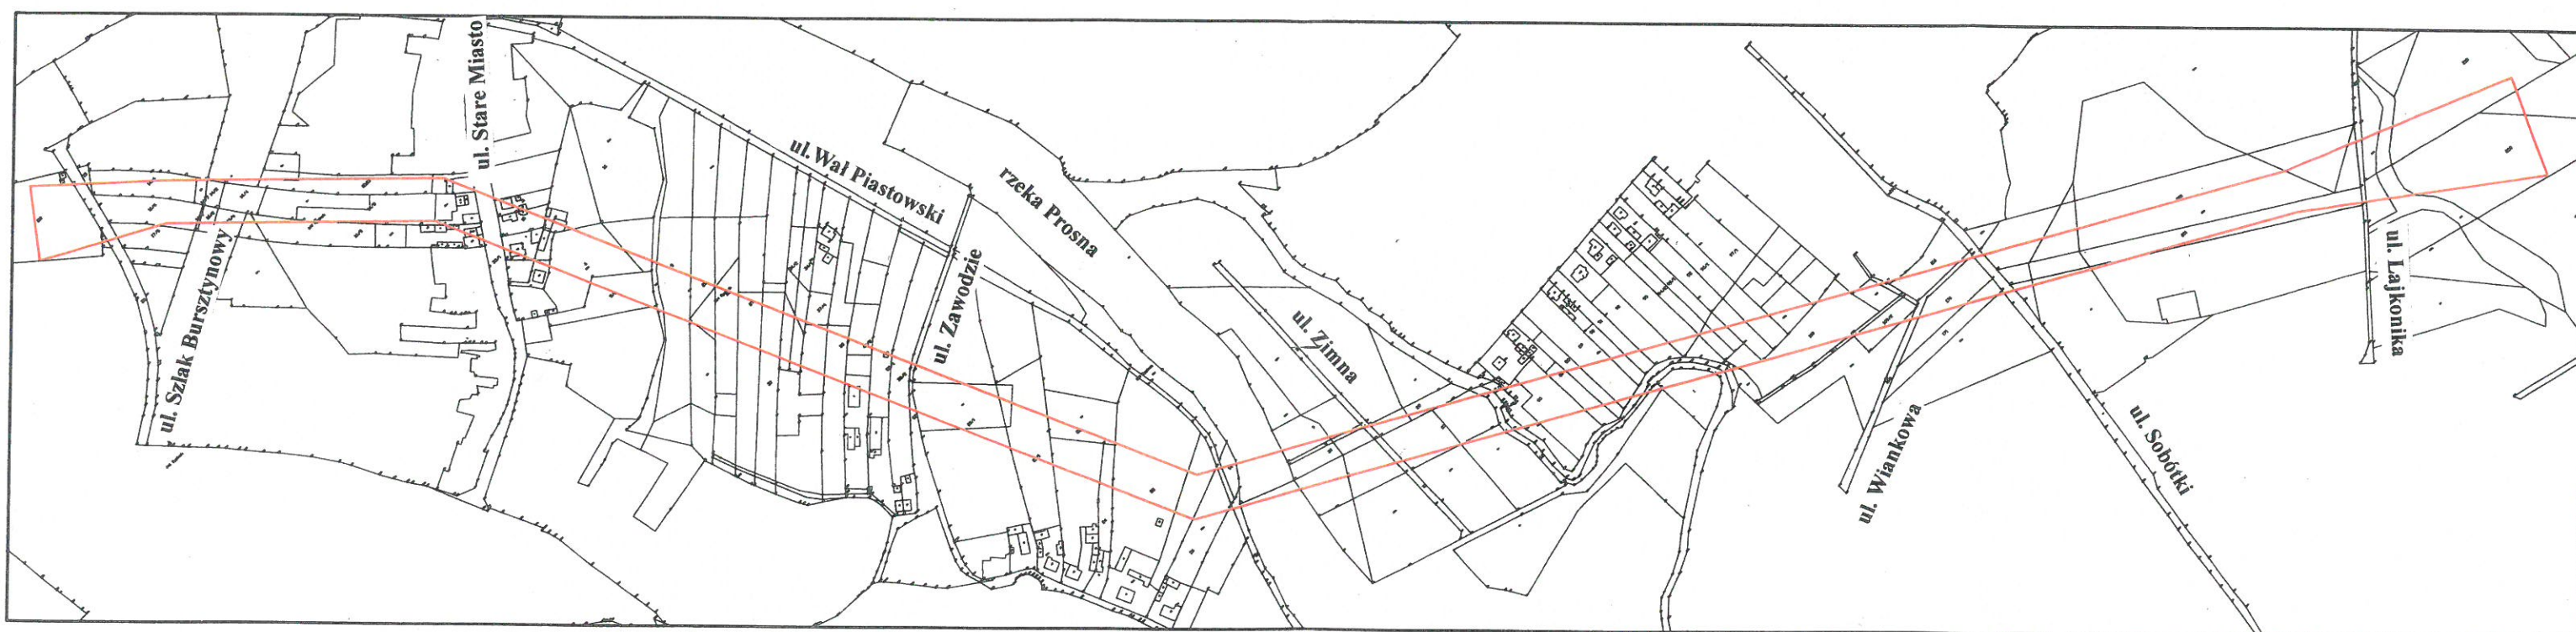 ul. Szlak Bursztynowy
ul. Stare Miasto
ul. Wał Piastowski
ul. Zawodzie
rzeka Prosna
ul. Zimna
ul. Wiankowa
ul. Sobótki
ul. Lajkonika